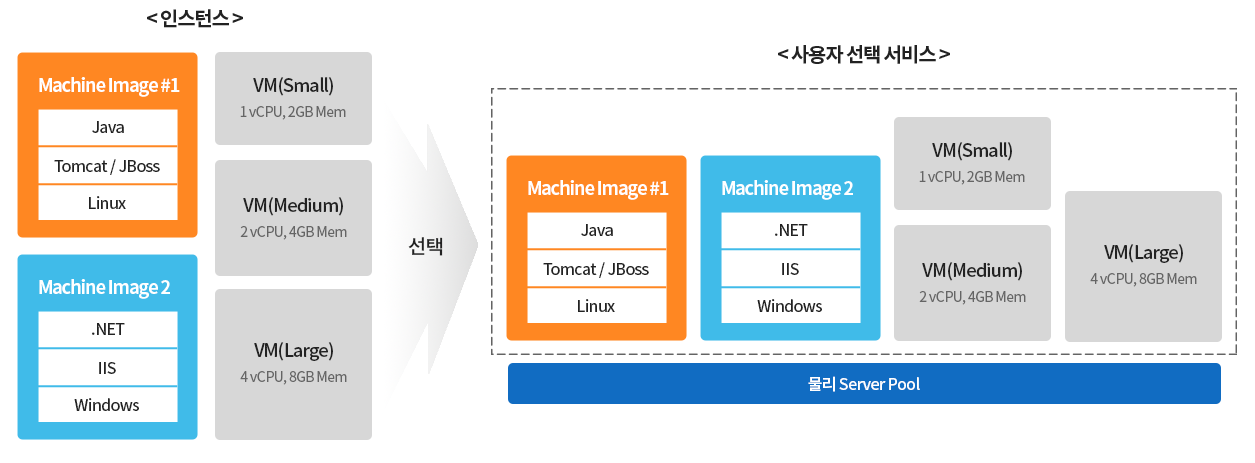 < 인스턴스 >
Machine Image #1
Java
Tomcat / JBoss
Linux
Machine Image 2
.NET
IIS
Windows
VM(Small)
1 vCPU, 2GB Mem
VM(Medium)
2 vCPU, 4GB Mem
VM(Large)
4 vCPU, 8GB Mem
선택
< 사용자 선택 서비스 >
Machine Image #1
Java
Tomcat / JBoss
Linux
Machine Image 2
.NET
IIS
Windows
VM(Small)
1 vCPU, 2GB Mem
VM(Medium)
2 vCPU, 4GB Mem
VM(Large)
4 vCPU, 8GB Mem
물리 Server Pool